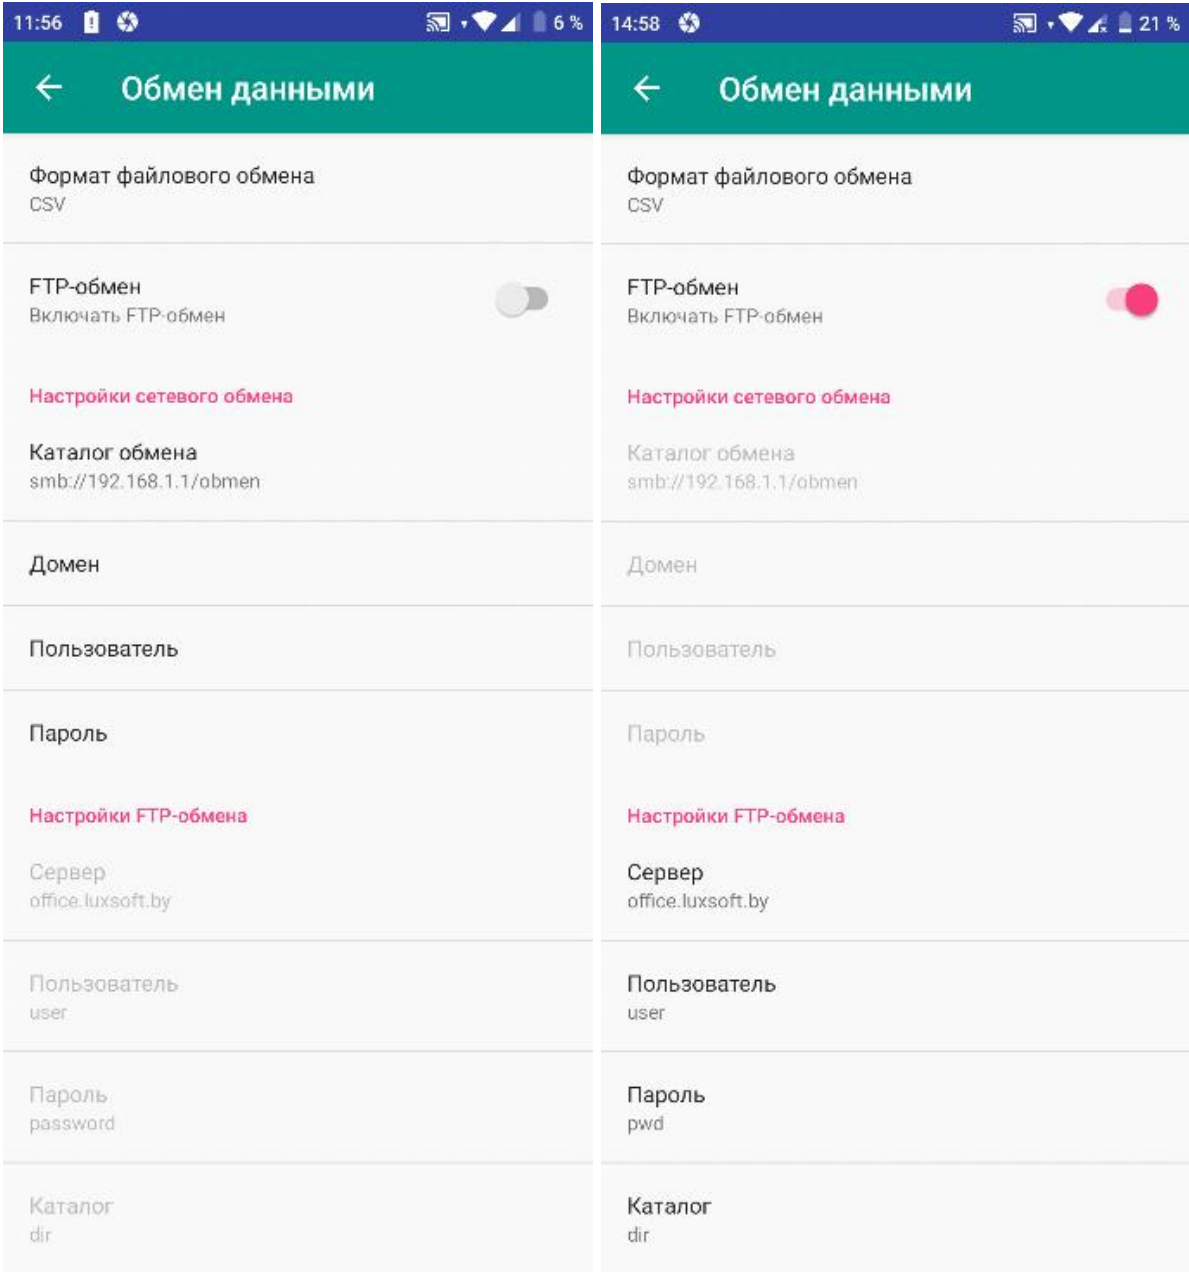 11:56 6 %
Обмен данными
Формат файлового обмена
CSV
FTP-обмен
Включать FTP-обмен
Настройки сетевого обмена
Каталог обмена
smb://192.168.1.1/obmen
Домен
Пользователь
Пароль
Настройки FTP-обмена
Сервер
office.luxsoft.by
Пользователь
user
Пароль
password
Каталог
dir
14:58 21 %
Обмен данными
Формат файлового обмена
CSV
FTP-обмен
Включать FTP-обмен
Настройки сетевого обмена
Каталог обмена
smb://192.168.1.1/obmen
Домен
Пользователь
Пароль
Настройки FTP-обмена
Сервер
office.luxsoft.by
Пользователь
user
Пароль
pwd
Каталог
dir